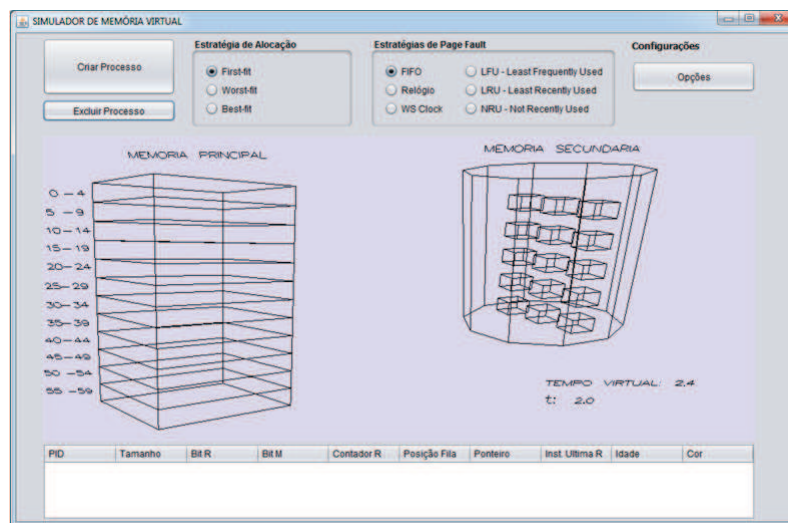 SIMULADOR DE MEMÓRIA VIRTUAL
Criar Processo
Excluir Processo
Estratégia de Alocação
First-fit
Worst-fit
Best-fit
Estratégias de Page Fault
FIFO
LFU - Least Frequently Used
Relógio
LRU - Least Recently Used
WS Clock
NRU - Not Recently Used
Configurações
Opções
MEMORIA PRINCIPAL
0 - 4
5 - 9
10 - 14
15 - 19
20 - 24
25 - 29
30 - 34
35 - 39
40 - 44
45 - 49
50 - 54
55 - 59
MEMORIA SECUNDARIA
TEMPO VIRTUAL: 2.4
t: 2.0
PID Tamanho Bit R Bit M Contador R Posição Fila Ponteiro Inst. Ultima R Idade Cor